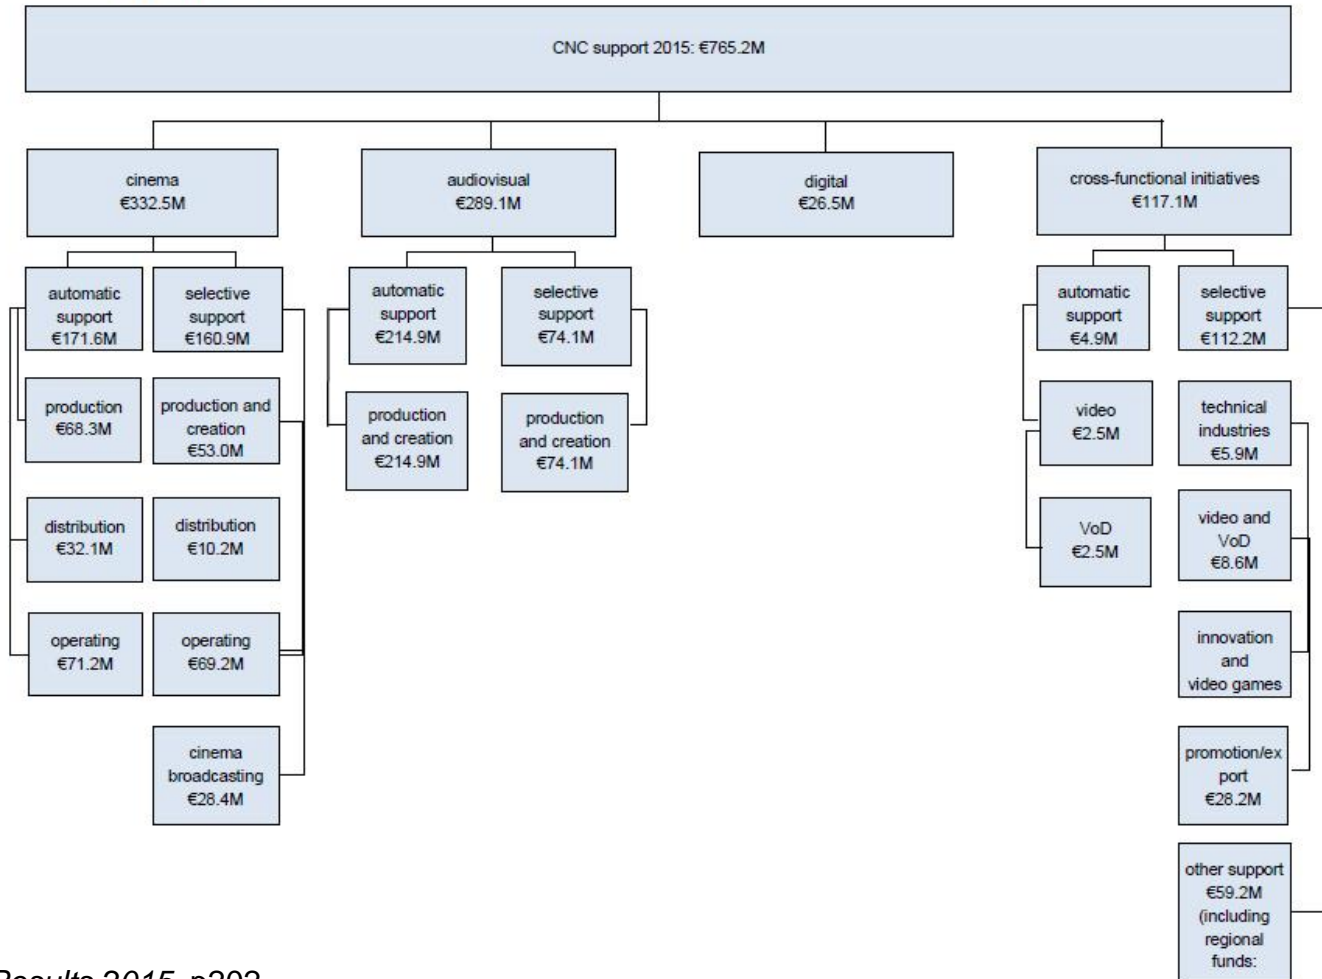 CNC support 2015: €765.2M
cinema
€332.5M
audiovisual
€289.1M
digital
€26.5M
cross-functional initiatives
€117.1M
automatic
support
€171.6M
selective
support
€160.9M
automatic
support
€214.9M
selective
support
€74.1M
automatic
support
€4.9M
selective
support
€112.2M
production
€68.3M
production and
creation
€53.0M
production
and creation
€214.9M
production
and creation
€74.1M
video
€2.5M
technical
industries
€5.9M
distribution
€32.1M
distribution
€10.2M
VoD
€2.5M
video and
VoD
€8.6M
operating
€71.2M
operating
€69.2M
innovation
and
video games
cinema
broadcasting
€28.4M
promotion/ex
port
€28.2M
other support
€59.2M
(including
regional
funds:
Results 2015, p202